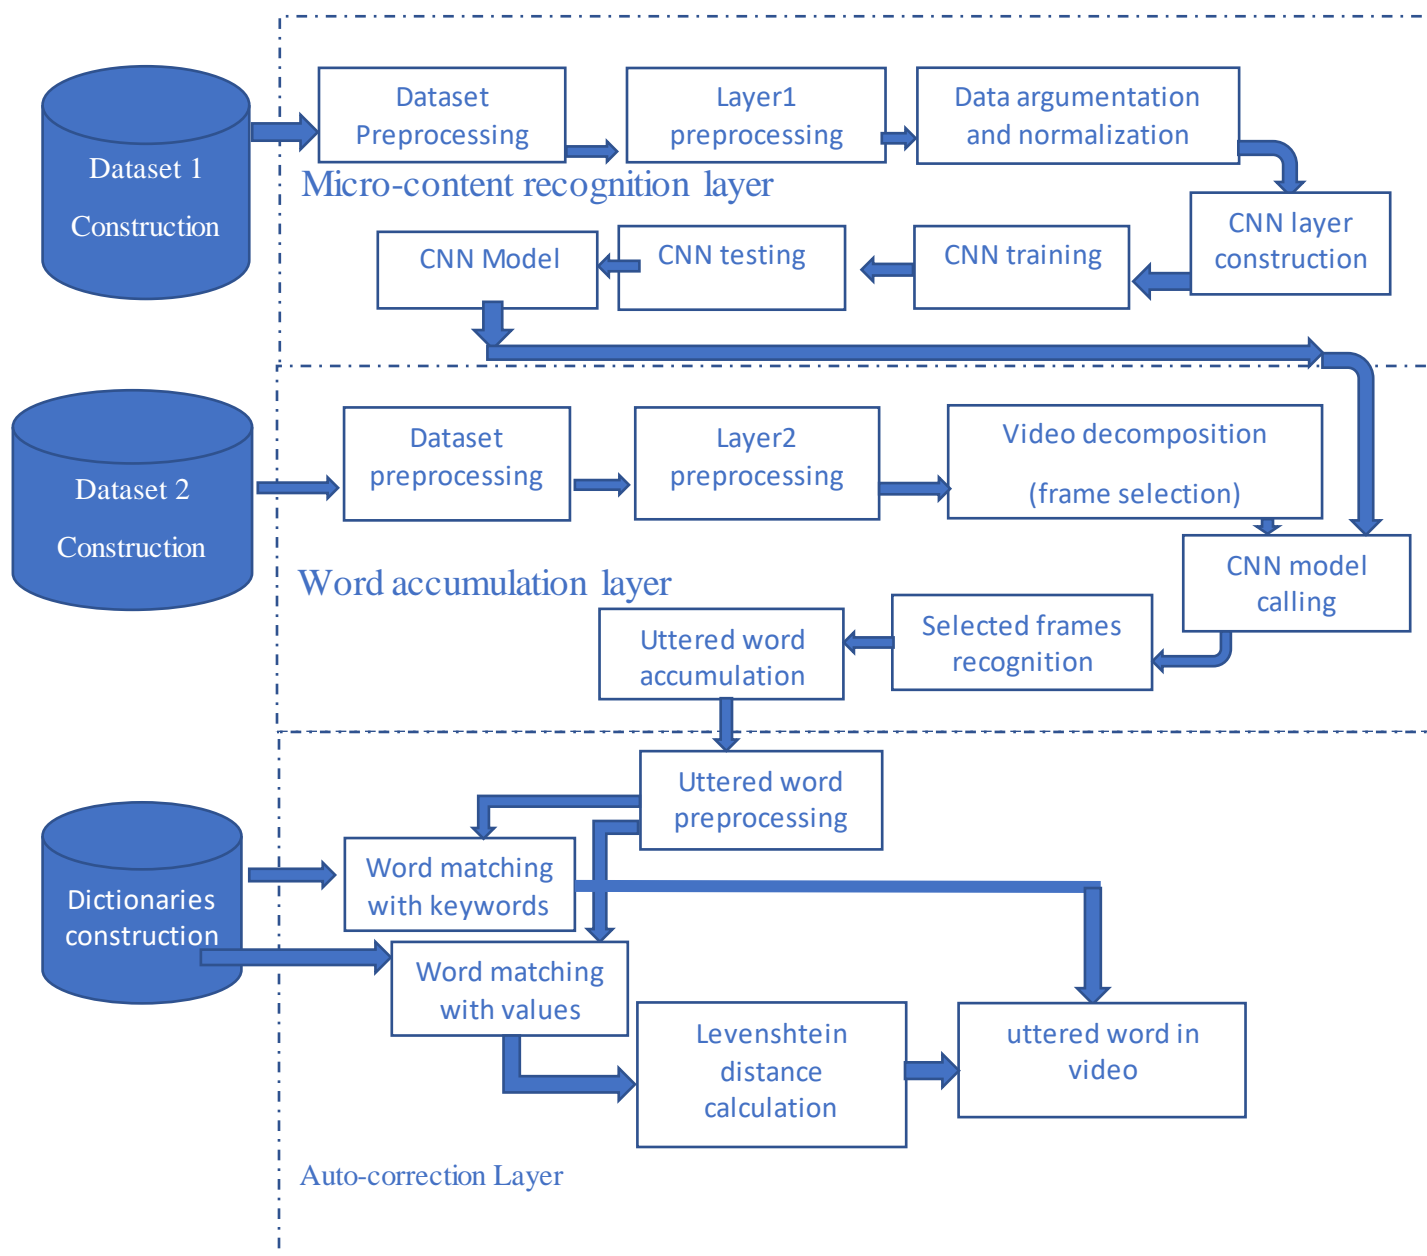 Dataset 1
Construction
Dataset
Preprocessing
Layer1
preprocessing
Data argumentation
and normalization
Micro-content recognition layer
CNN layer
construction
CNN training
CNN testing
CNN Model
Dataset 2
Construction
Dataset
preprocessing
Layer2
preprocessing
Video decomposition
(frame selection)
CNN model
calling
Word accumulation layer
Selected frames
recognition
Uttered word
accumulation
Uttered word
preprocessing
Dictionaries
construction
Word matching
with keywords
Word matching
with values
Levenshtein
distance
calculation
uttered word in
video
Auto-correction Layer